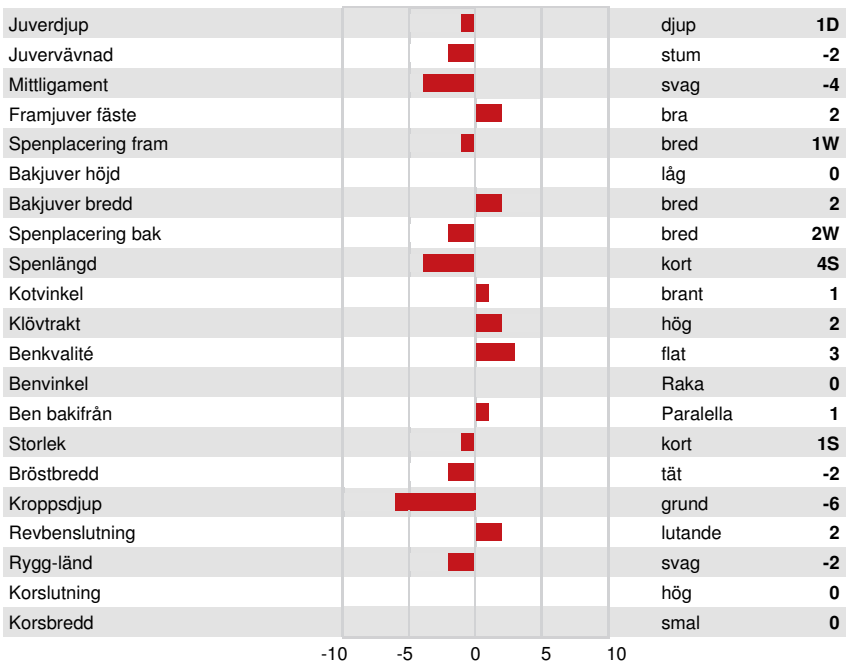 Juverdjup djup 1D
Juvervävnad stum -2
Mittligament svag -4
Framjuver fäste bra 2
Spenplacering fram bred 1W
Bakjuver höjd låg 0
Bakjuver bredd bred 2
Spenplacering bak bred 2W
Spenlängd kort 4S
Kotvinkel brant 1
Klövtrakt hög 2
Benkvalité flat 3
Benvinkel Raka 0
Ben bakifrån Paralella 1
Storlek kort 1S
Bröstbredd tät -2
Kroppsdjup grund -6
Revbenslutning lutande 2
Rygg-länd svag -2
Korslutning hög 0
Korsbredd smal 0
-10 -5 0 5 10